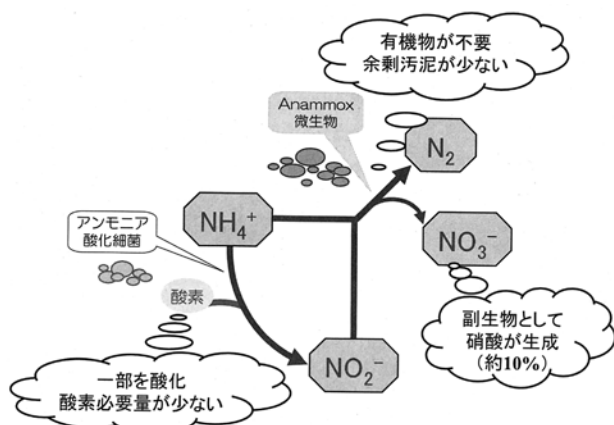 有機物が不要
余剰汚泥が少ない
Anammox
微生物
N₂
NH₄⁺
アンモニア
酸化細菌
NO₃⁻
酸素
副生物として
硝酸が生成
(約10%)
NO₂⁻
一部を酸化
酸素必要量が少ない